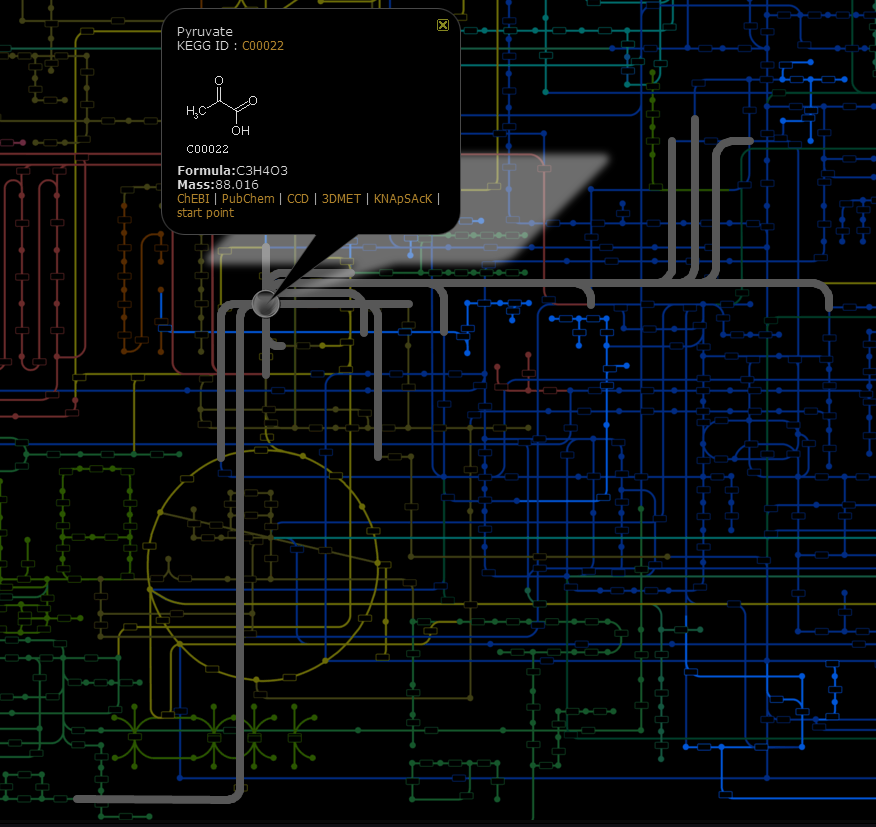 Pyruvate
KEGG ID : C00022
O
H₃C
O
OH
C00022
Formula:C3H4O3
Mass:88.016
ChEBI | PubChem | CCD | 3DMET | KNApSAcK |
start point